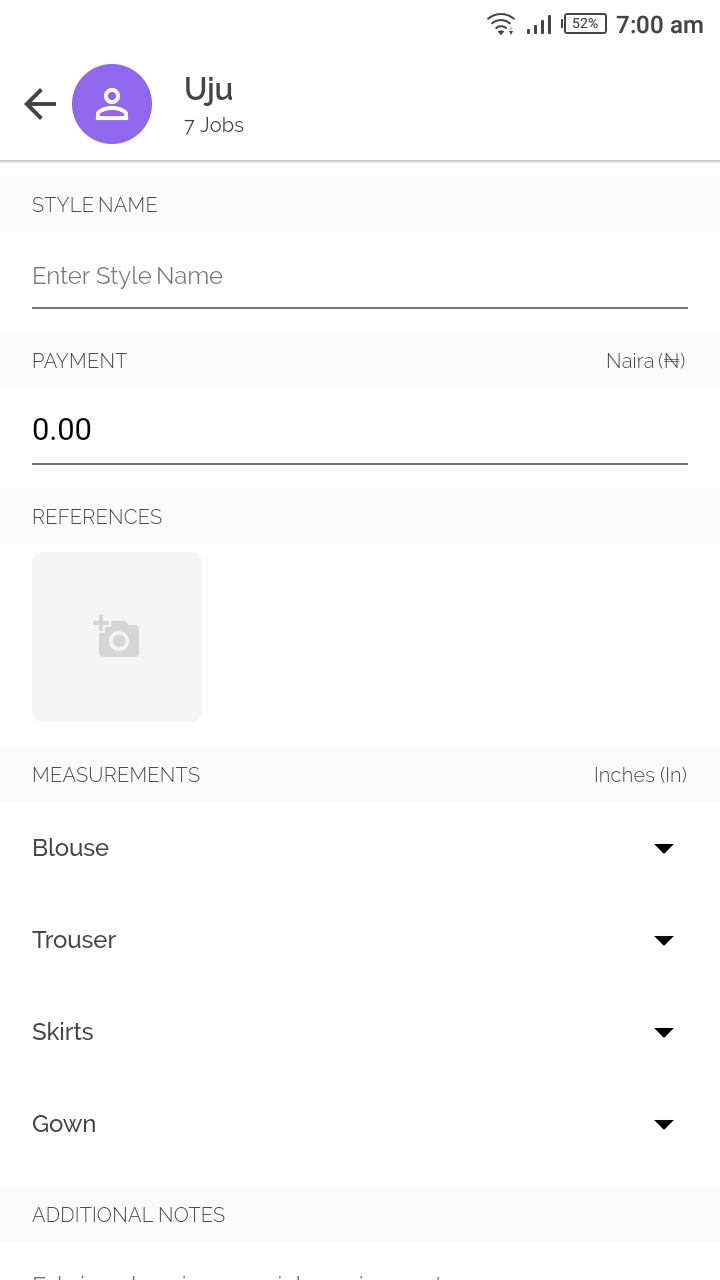 52% 7:00 am
Uju
7 Jobs
STYLE NAME
Enter Style Name
PAYMENT Naira (₦)
0.00
REFERENCES
MEASUREMENTS Inches (In)
Blouse
Trouser
Skirts
Gown
ADDITIONAL NOTES